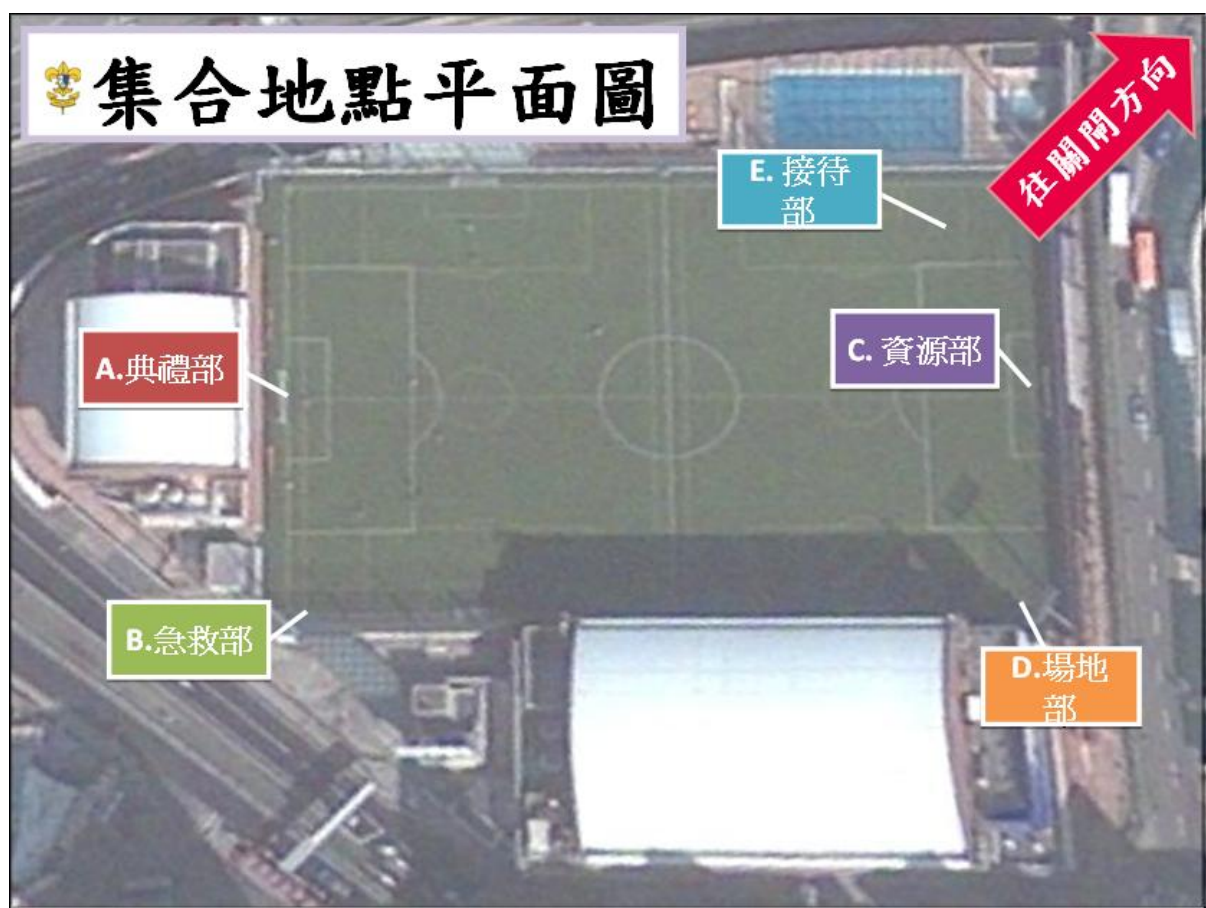 集合地點平面圖
往關閘方向
E. 接待
部
C. 資源部
A.典禮部
B.急救部
D.場地
部